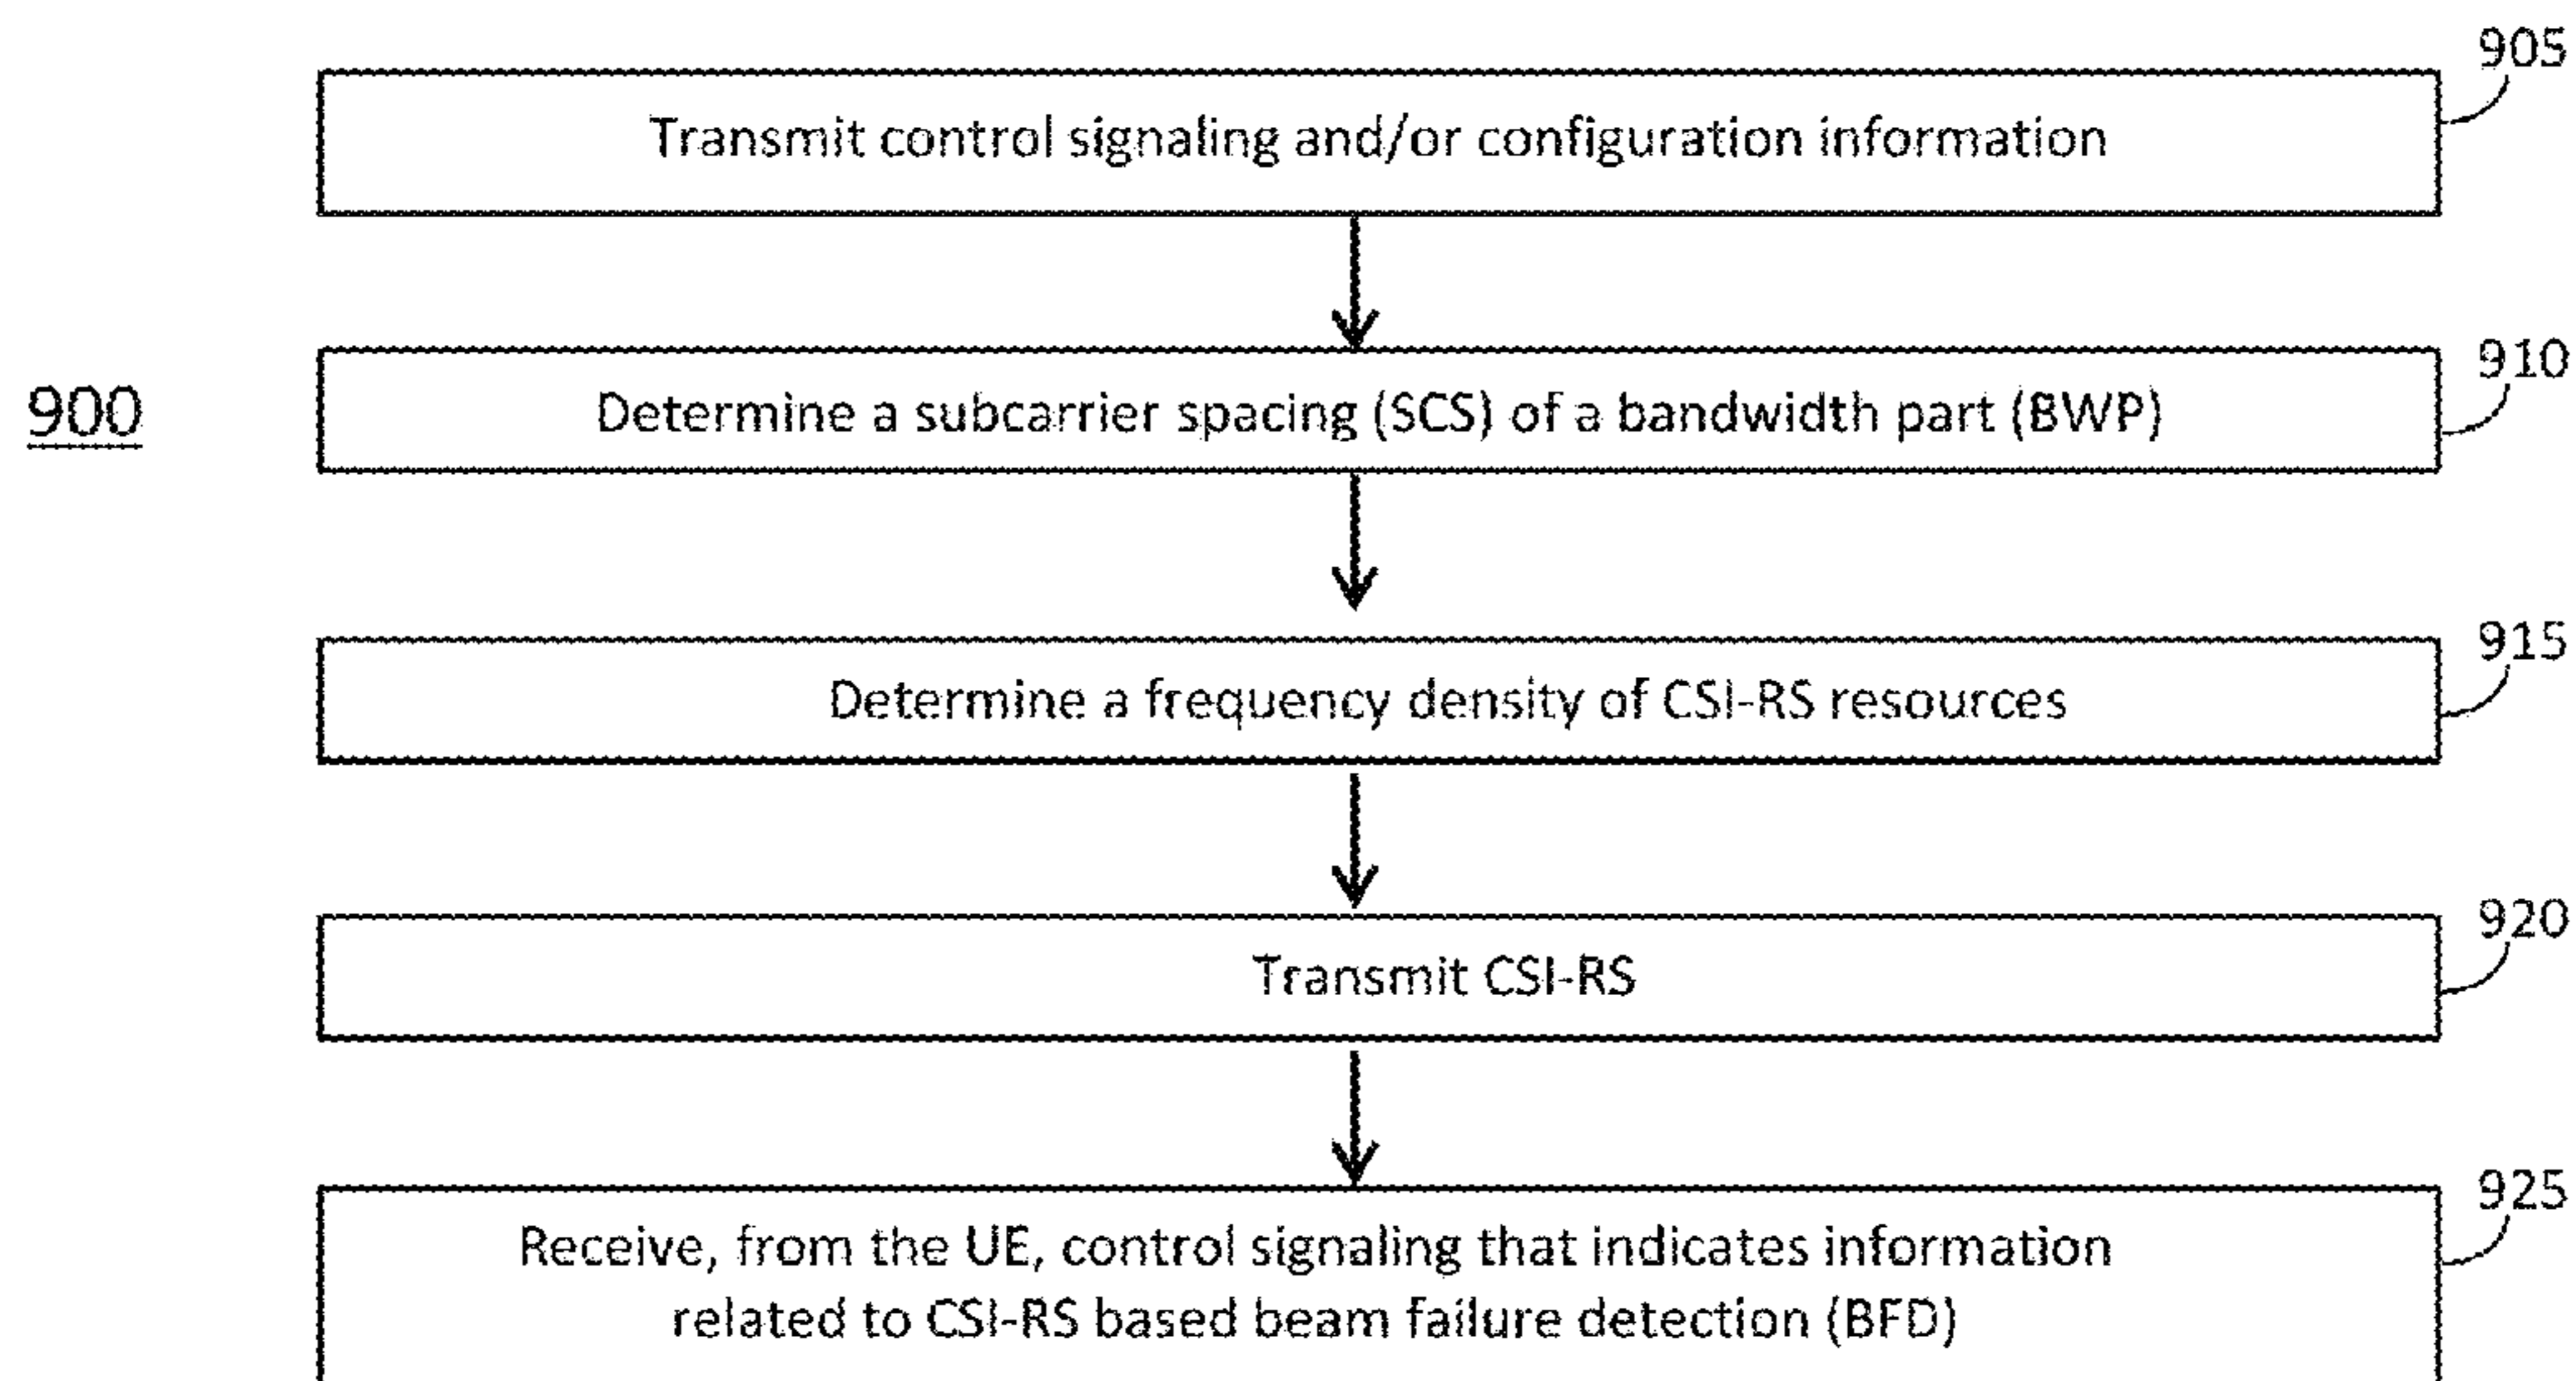 905
Transmit control signaling and/or configuration information
910
900
Determine a subcarrier spacing (SCS) of a bandwidth part (BWP)
915
Determine a frequency density of CSI-RS resources
920
Transmit CSI-RS
925
Receive, from the UE, control signaling that indicates information
related to CSI-RS based beam failure detection (BFD)